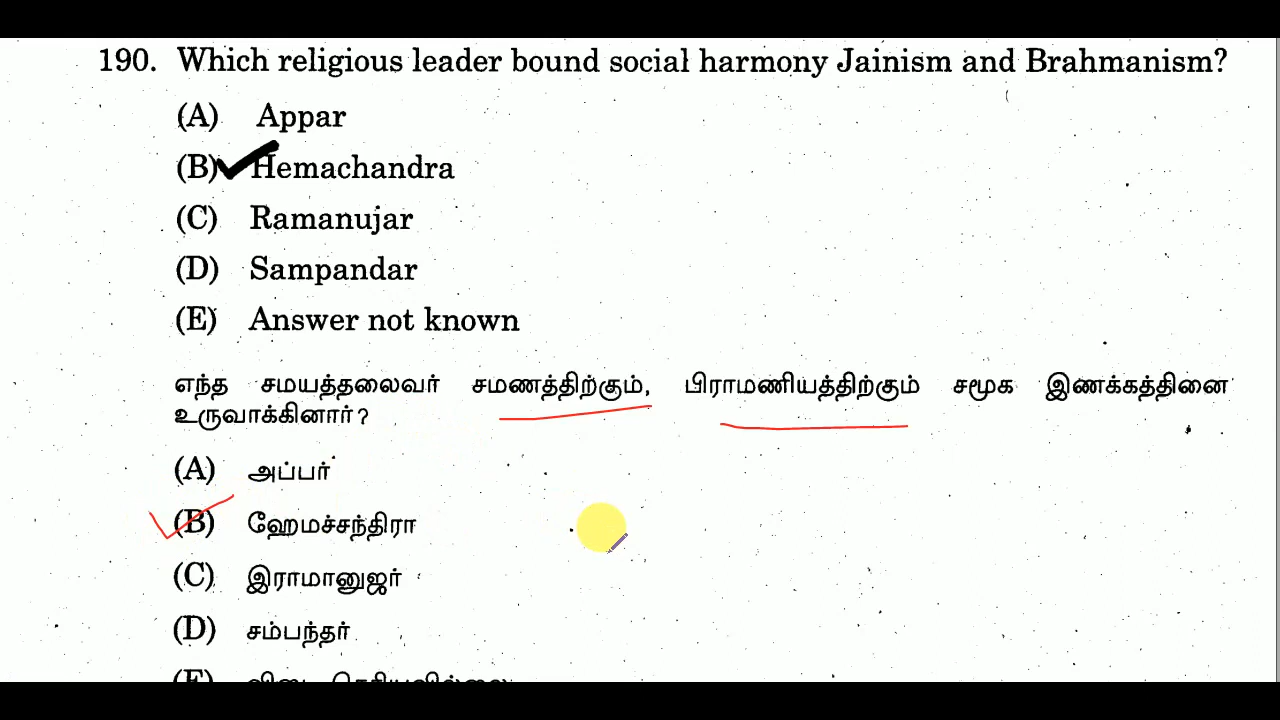 190. Which religious leader bound social harmony Jainism and Brahmanism?
(A) Appar
(B) Hemachandra
(C) Ramanujar
(D) Sampandar
(E) Answer not known
எந்த சமயத்தலைவர் சமணத்திற்கும், பிராமணியத்திற்கும் சமூக இணக்கத்தினை
உருவாக்கினார்?
(A) அப்பர்
(B) ஹேமச்சந்திரா
(C) இராமானுஜர்
(D) சம்பந்தர்
(E)